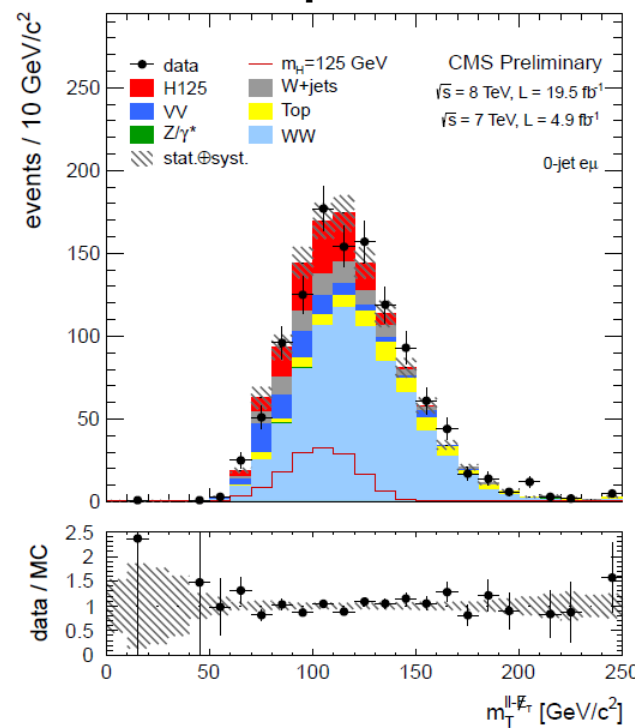 events / 10 GeV/c²
300
250
200
150
100
50
0
data
m_H=125 GeV
H125
W+jets
VV
Top
Z/γ*
WW
stat.⊕syst.
CMS Preliminary
√s = 8 TeV, L = 19.5 fb⁻¹
√s = 7 TeV, L = 4.9 fb⁻¹
0-jet eμ
data / MC
2.5
2
1.5
1
0.5
0
0 50 100 150 200 250
m_T^{ll-E̸_T} [GeV/c²]